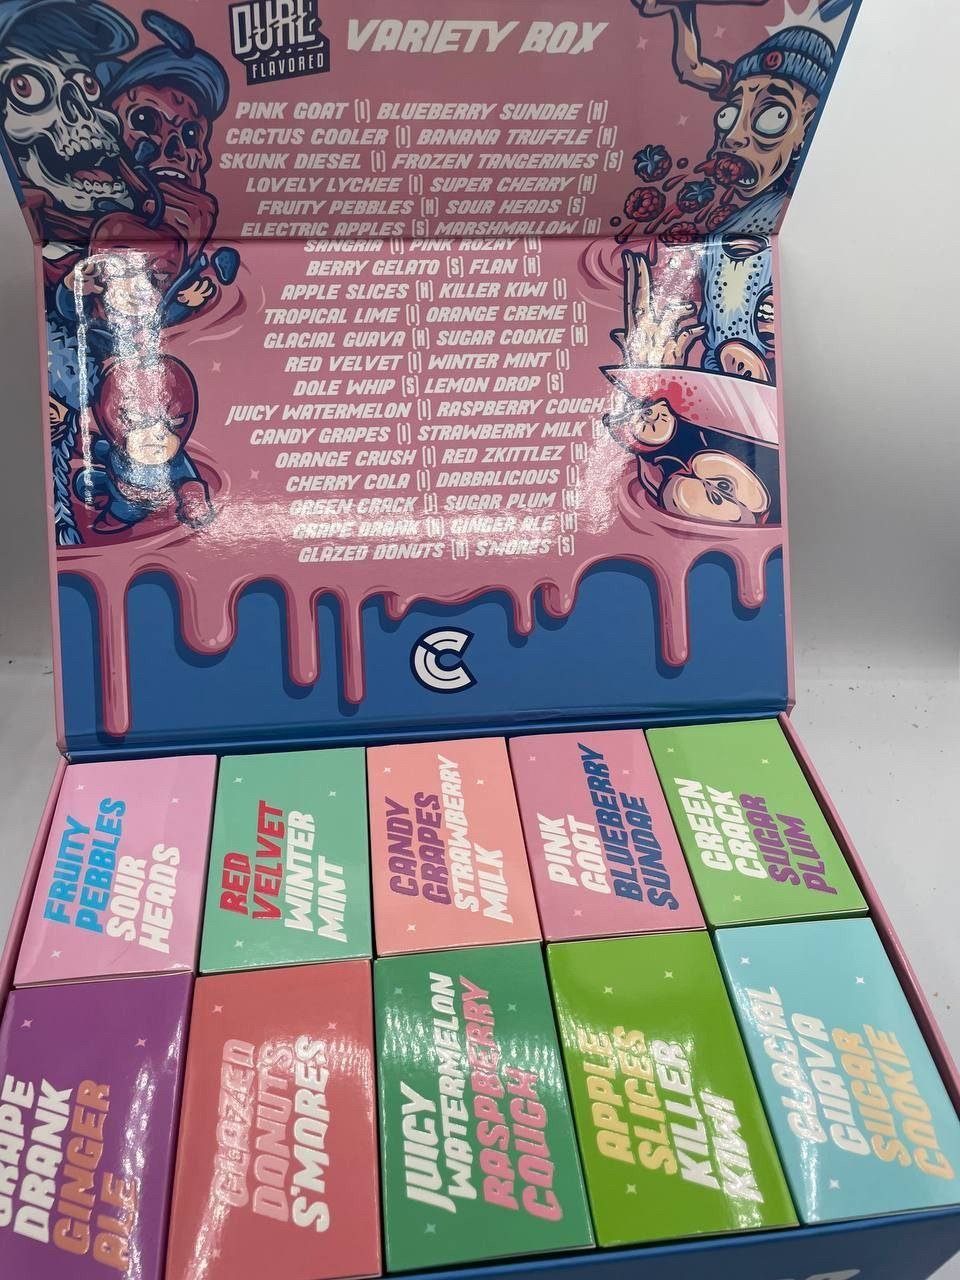 DUAL
FLAVORED
VARIETY BOX
PINK GOAT [I] BLUEBERRY SUNDAE [H]
CACTUS COOLER [I] BANANA TRUFFLE [H]
SKUNK DIESEL [I] FROZEN TANGERINES [S]
LOVELY LYCHEE [I] SUPER CHERRY [H]
FRUITY PEBBLES [H] SOUR HEADS [S]
ELECTRIC APPLES [S] MARSHMALLOW [H]
SANGRIA [I] PINK ROZAY [H]
BERRY GELATO [S] FLAN [H]
APPLE SLICES [H] KILLER KIWI [I]
TROPICAL LIME [I] ORANGE CREME [I]
GLACIAL GUAVA [H] SUGAR COOKIE [H]
RED VELVET [I] WINTER MINT [I]
DOLE WHIP [S] LEMON DROP [S]
JUICY WATERMELON [I] RASPBERRY COUGH
CANDY GRAPES [I] STRAWBERRY MILK
ORANGE CRUSH [I] RED ZKITTLEZ [H]
CHERRY COLA [I] DABBALICIOUS [I]
GREEN CRACK SUGAR PLUM [H]
GRAPE DRANK [H] GINGER ALE [H]
GLAZED DONUTS [H] S'MORES [S]
FRUITY
PEBBLES
SOUR
HEADS
RED
VELVET
WINTER
MINT
CANDY
GRAPES
STRAWBERRY
MILK
PINK
GOAT
BLUEBERRY
SUNDAE
GREEN
CRACK
SUGAR
PLUM
GRAPE
DRANK
GINGER
ALE
GLAZED
DONUTS
S'MORES
JUICY
WATERMELON
RASPBERRY
COUGH
APPLE
SLICES
KILLER
KIWI
GLACIAL
GUAVA
SUGAR
COOKIE